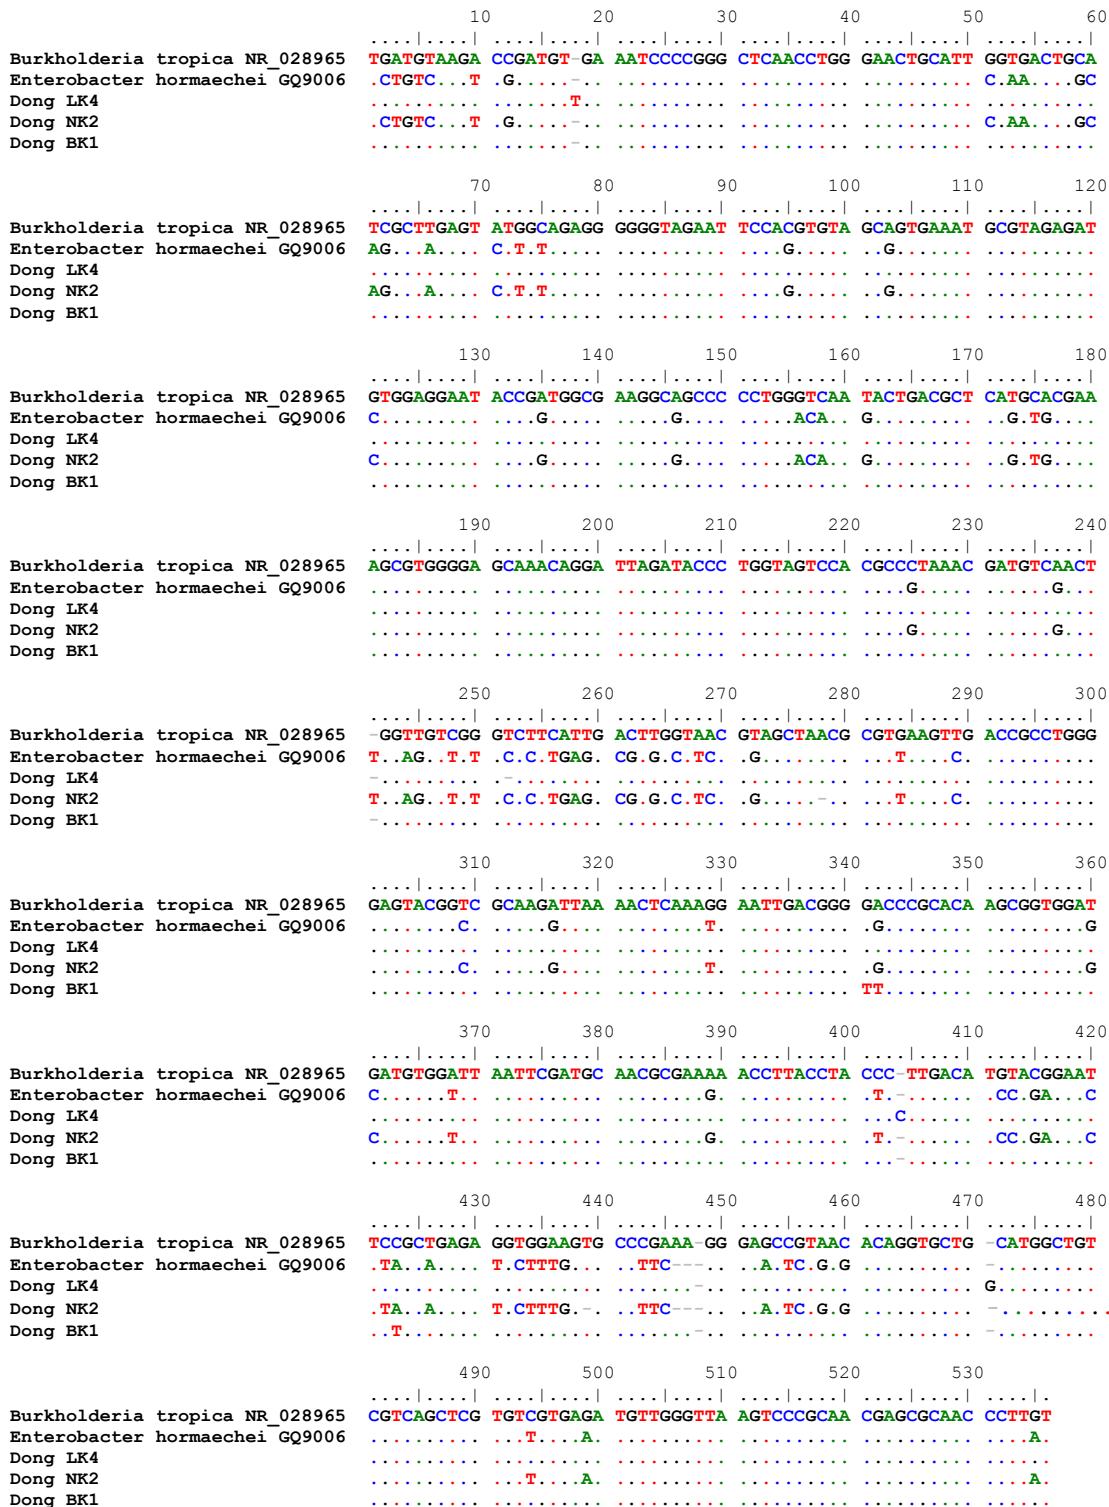 10 20 30 40 50 60
....|....| ....|....| ....|....| ....|....| ....|....| ....|....|
Burkholderia tropica NR_028965 TGATGTAAGA CCGATGT-GA AATCCCCGGG CTCAACCTGG GAACTGCATT GGTGACTGCA
Enterobacter hormaechei GQ9006 .CTGTC...T .G.....-.. .......... .......... .......... C.AA....GC
Dong LK4 .......... .......T.. .......... .......... .......... ..........
Dong NK2 .CTGTC...T .G.....-.. .......... .......... .......... C.AA....GC
Dong BK1 .......... .......-.. .......... .......... .......... ..........
70 80 90 100 110 120
....|....| ....|....| ....|....| ....|....| ....|....| ....|....|
Burkholderia tropica NR_028965 TCGCTTGAGT ATGGCAGAGG GGGGTAGAAT TCCACGTGTA GCAGTGAAAT GCGTAGAGAT
Enterobacter hormaechei GQ9006 AG...A.... C.T.T..... .......... ....G..... ..G....... ..........
Dong LK4 .......... .......... .......... .......... .......... ..........
Dong NK2 AG...A.... C.T.T..... .......... ....G..... ..G....... ..........
Dong BK1 .......... .......... .......... .......... .......... ..........
130 140 150 160 170 180
....|....| ....|....| ....|....| ....|....| ....|....| ....|....|
Burkholderia tropica NR_028965 GTGGAGGAAT ACCGATGGCG AAGGCAGCCC CCTGGGTCAA TACTGACGCT CATGCACGAA
Enterobacter hormaechei GQ9006 C......... ....G..... .....G.... .....ACA.. G......... ..G.TG....
Dong LK4 .......... .......... .......... .......... .......... ..........
Dong NK2 C......... ....G..... .....G.... .....ACA.. G......... ..G.TG....
Dong BK1 .......... .......... .......... .......... .......... ..........
190 200 210 220 230 240
....|....| ....|....| ....|....| ....|....| ....|....| ....|....|
Burkholderia tropica NR_028965 AGCGTGGGGA GCAAACAGGA TTAGATACCC TGGTAGTCCA CGCCCTAAAC GATGTCAACT
Enterobacter hormaechei GQ9006 .......... .......... .......... .......... ....G..... ......G...
Dong LK4 .......... .......... .......... .......... .......... ..........
Dong NK2 .......... .......... .......... .......... ....G..... ......G...
Dong BK1 .......... .......... .......... .......... .......... ..........
250 260 270 280 290 300
....|....| ....|....| ....|....| ....|....| ....|....| ....|....|
Burkholderia tropica NR_028965 -GGTTGTCGG GTCTTCATTG ACTTGGTAAC GTAGCTAACG CGTGAAGTTG ACCGCCTGGG
Enterobacter hormaechei GQ9006 T..AG..T.T .C.C.TGAG. CG.G.C.TC. .G........ ...T....C. ..........
Dong LK4 -......... .-........ .......... .......... .......... ..........
Dong NK2 T..AG..T.T .C.C.TGAG. CG.G.C.TC. .G.....-.. ...T....C. ..........
Dong BK1 -......... .......... .......... .......... .......... ..........
310 320 330 340 350 360
....|....| ....|....| ....|....| ....|....| ....|....| ....|....|
Burkholderia tropica NR_028965 GAGTACGGTC GCAAGATTAA AACTCAAAGG AATTGACGGG GACCCGCACA AGCGGTGGAT
Enterobacter hormaechei GQ9006 ........C. .....G.... ........T. .......... .G........ .........G
Dong LK4 .......... .......... .......... .......... .......... ..........
Dong NK2 ........C. .....G.... ........T. .......... .G........ .........G
Dong BK1 .......... .......... .......... .......... TT........ ..........
370 380 390 400 410 420
....|....| ....|....| ....|....| ....|....| ....|....| ....|....|
Burkholderia tropica NR_028965 GATGTGGATT AATTCGATGC AACGCGAAAA ACCTTACCTA CCC-TTGACA TGTACGGAAT
Enterobacter hormaechei GQ9006 C......T.. .......... ........G. .......... .T.-...... .CC.GA...C
Dong LK4 .......... .......... .......... .......... ...C...... ..........
Dong NK2 C......T.. .......... ........G. .......... .T.-...... .CC.GA...C
Dong BK1 .......... .......... .......... .......... ...-...... ..........
430 440 450 460 470 480
....|....| ....|....| ....|....| ....|....| ....|....| ....|....|
Burkholderia tropica NR_028965 TCCGCTGAGA GGTGGAAGTG CCCGAAA-GG GAGCCGTAAC ACAGGTGCTG -CATGGCTGT
Enterobacter hormaechei GQ9006 .TA..A.... T.CTTTG... ..TTC---.. ..A.TC.G.G .......... -.........
Dong LK4 .......... .......... .......-.. .......... .......... G.........
Dong NK2 .TA..A.... T.CTTTG.-. ..TTC---.. ..A.TC.G.G .......... -..........
Dong BK1 ..T....... .......... .......-.. .......... .......... -.........
490 500 510 520 530
....|....| ....|....| ....|....| ....|....| ....|....| ....|.
Burkholderia tropica NR_028965 CGTCAGCTCG TGTCGTGAGA TGTTGGGTTA AGTCCCGCAA CGAGCGCAAC CCTTGT
Enterobacter hormaechei GQ9006 .......... ...T....A. .......... .......... .......... ....A.
Dong LK4 .......... .......... .......... .......... .......... ......
Dong NK2 .......... ...T....A. .......... .......... .......... ....A.
Dong BK1 .......... .......... .......... .......... .......... ......